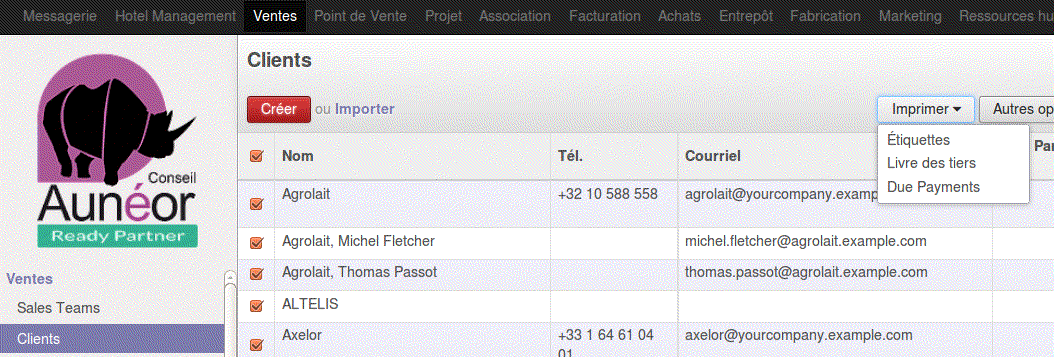 Messagerie Hotel Management Ventes Point de Vente Projet Association Facturation Achats Entrepôt Fabrication Marketing Ressources hu
Clients
Créer ou Importer Imprimer Autres op
Étiquettes
Livre des tiers
Due Payments
Conseil
Aunéor
Ready Partner
Ventes
Sales Teams
Clients
Nom Tél. Courriel Par
Agrolait +32 10 588 558 agrolait@yourcompany.examp
Agrolait, Michel Fletcher michel.fletcher@agrolait.example.com
Agrolait, Thomas Passot thomas.passot@agrolait.example.com
ALTELIS
Axelor +33 1 64 61 04 axelor@yourcompany.example.com
01